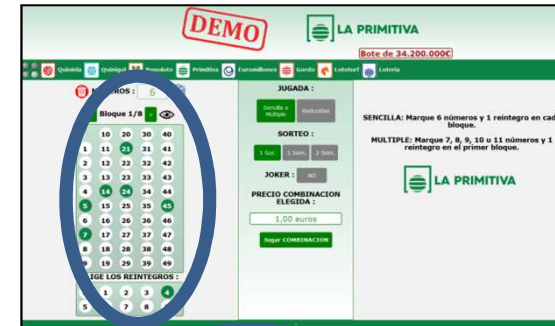 DEMO
LA PRIMITIVA
Bote de 34.200.000€
Quiniela Quinigol Bonoloto Primitiva Euromillones Gordo Lototurf Loteria
6
Bloque 1/8
10 20 30 40
1 11 21 31 41
2 12 22 32 42
3 13 23 33 43
4 14 24 34 44
5 15 25 35 45
6 16 26 36 46
7 17 27 37 47
8 18 28 38 48
9 19 29 39 49
IGE LOS REINTEGROS :
1 2 3 4
5 7 8
JUGADA :
Sencilla o Múltiple Reducidas
SORTEO :
1 Sor. 1 Sem. 2 Sem.
JOKER : NO
PRECIO COMBINACION
ELEGIDA :
1,00 euros
Jugar COMBINACION
SENCILLA: Marque 6 números y 1 reintegro en cad
bloque.
MULTIPLE: Marque 7, 8, 9, 10 u 11 números y 1
reintegro en el primer bloque.
LA PRIMITIVA